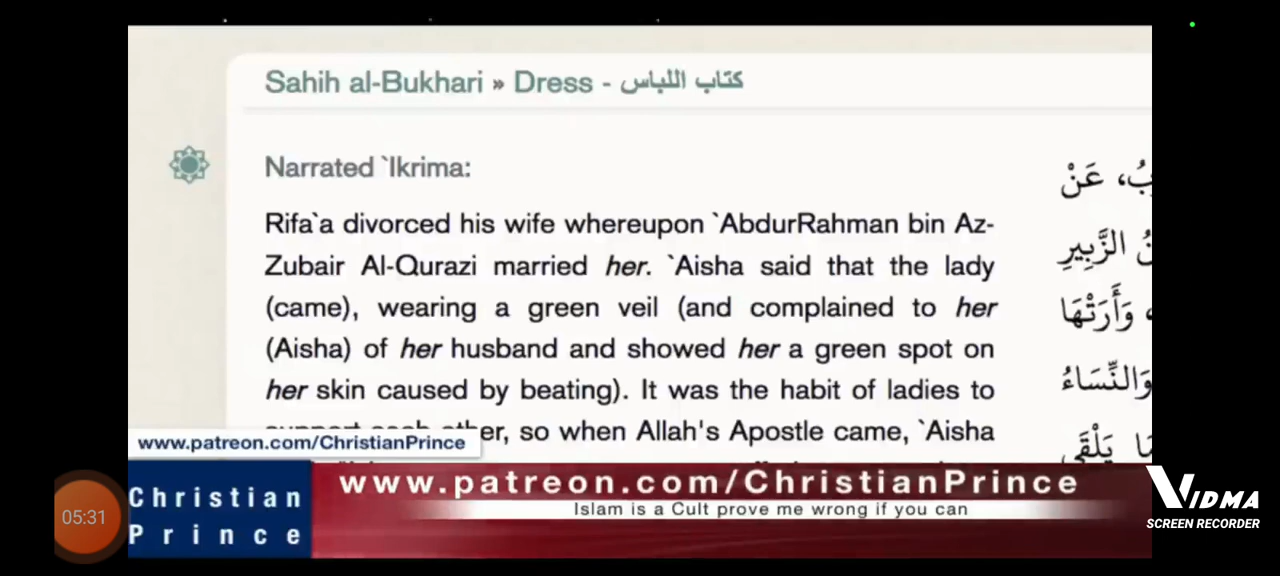 Sahih al-Bukhari » Dress - كتاب اللباس
Narrated `Ikrima:
Rifa`a divorced his wife whereupon `AbdurRahman bin Az-
Zubair Al-Qurazi married her. `Aisha said that the lady
(came), wearing a green veil (and complained to her
(Aisha) of her husband and showed her a green spot on
her skin caused by beating). It was the habit of ladies to
er, so when Allah's Apostle came, `Aisha
بُ، عَنْ
نُ الزَّبِيرِ
، وَأَرَتْهَا
وَالنِّسَاءُ
مَا يَلْقَى
www.patreon.com/ChristianPrince
www.patreon.com/ChristianPrince
Islam is a Cult prove me wrong if you can
Christian
Prince
05:31
VIDMA
SCREEN RECORDER